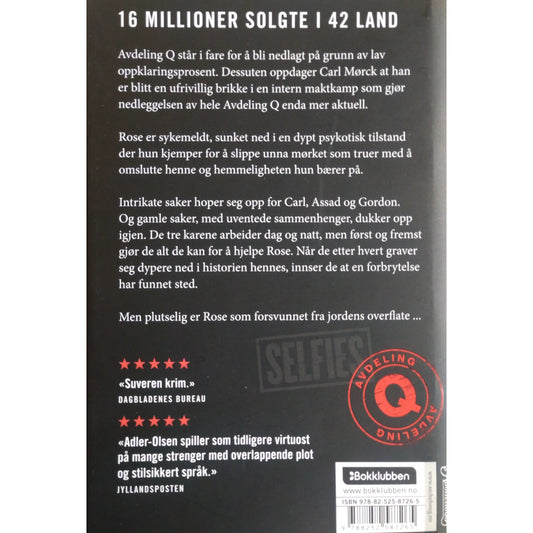 16 MILLIONER SOLGTE I 42 LAND
Avdeling Q står i fare for å bli nedlagt på grunn av lav
oppklaringsprosent. Dessuten oppdager Carl Mørck at han
er blitt en ufrivillig brikke i en intern maktkamp som gjør
nedleggelsen av hele Avdeling Q enda mer aktuell.
Rose er sykemeldt, sunket ned i en dypt psykotisk tilstand
der hun kjemper for å slippe unna mørket som truer med å
omslutte henne og hemmeligheten hun bærer på.
Intrikate saker hoper seg opp for Carl, Assad og Gordon.
Og gamle saker, med uventede sammenhenger, dukker opp
igjen. De tre karene arbeider dag og natt, men først og fremst
gjør de alt de kan for å hjelpe Rose. Når de etter hvert graver
seg dypere ned i historien hennes, innser de at en forbrytelse
har funnet sted.
Men plutselig er Rose som forsvunnet fra jordens overflate ...
SELFIES
«Suveren krim.»
DAGBLADENES BUREAU
«Adler-Olsen spiller som tidligere virtuost
på mange strenger med overlappende plot
og stilsikkert språk.»
JYLLANDSPOSTEN
AVDELING
Q
AVDELING
Bokklubben
www.bokklubben.no
ISBN 978-82-525-8726-5
9 788252 587265